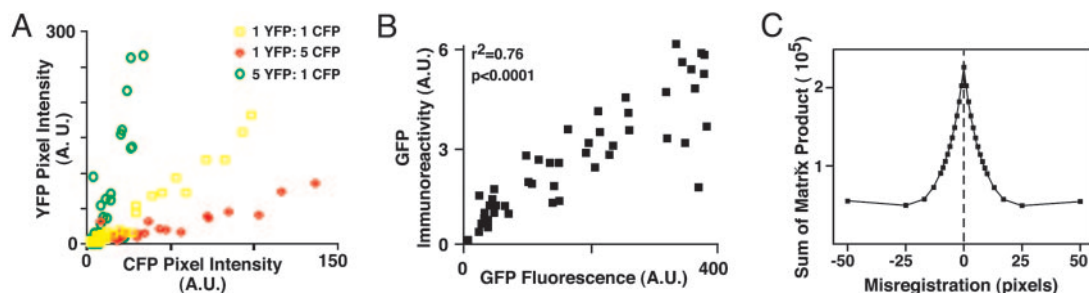 A
300
0
YFP Pixel Intensity
(A. U.)
1 YFP: 1 CFP
1 YFP: 5 CFP
5 YFP: 1 CFP
0
150
CFP Pixel Intensity
(A.U.)
B
6
3
0
GFP
Immunoreactivity (A.U.)
r²=0.76
p<0.0001
0
200
400
GFP Fluorescence (A.U.)
C
Sum of Matrix Product ( 10⁵)
2
1
-50
-25
0
25
50
Misregistration (pixels)